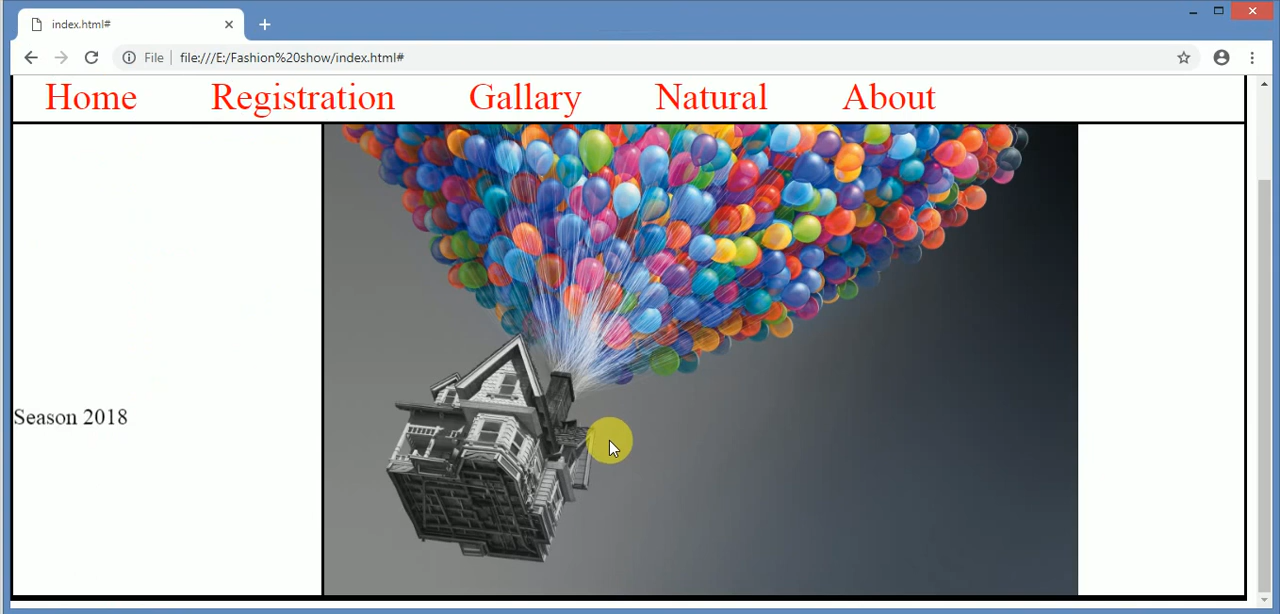 index.html#
File file:///E:/Fashion%20show/index.html#
Home Registration Gallary Natural About
Season 2018